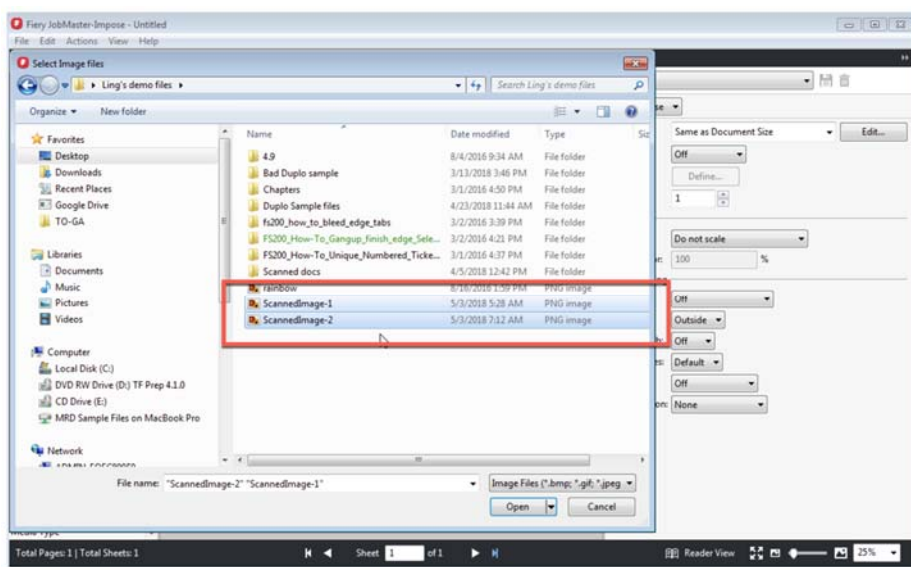 Fiery JobMaster-Impose - Untitled
File Edit Actions View Help
Select Image files
Ling's demo files
Search Ling's demo files
Organize New folder
Favorites
Desktop
Downloads
Recent Places
Google Drive
TO-GA
Libraries
Documents
Music
Pictures
Videos
Computer
Local Disk (C:)
DVD RW Drive (D:) TF Prep 4.1.0
CD Drive (E:)
MRD Sample Files on MacBook Pro
Network
Name Date modified Type
4.9 8/4/2016 9:34 AM File folder
Bad Duplo sample 3/13/2018 3:46 PM File folder
Chapters 3/1/2016 4:50 PM File folder
Duplo Sample files 4/23/2018 11:44 AM File folder
fs200_how_to_bleed_edge_tabs 3/2/2016 3:39 PM File folder
FS200_How-To_Gangup_finish_edge_Sele... 3/2/2016 4:21 PM File folder
FS200_How-To_Unique_Numbered_Ticke... 3/1/2016 4:37 PM File folder
Scanned docs 4/5/2018 12:42 PM File folder
rainbow 8/16/2016 1:59 PM PNG image
ScannedImage-1 5/3/2018 5:28 AM PNG image
ScannedImage-2 5/3/2018 7:12 AM PNG image
File name: "ScannedImage-2" "ScannedImage-1"
Image Files (*.bmp; *.gif; *.jpeg
Open Cancel
Same as Document Size Edit...
Off
Define...
1
Do not scale
100 %
Off
Outside
Off
Default
Off
None
Total Pages: 1 | Total Sheets: 1
Sheet 1 of 1
Reader View 25%